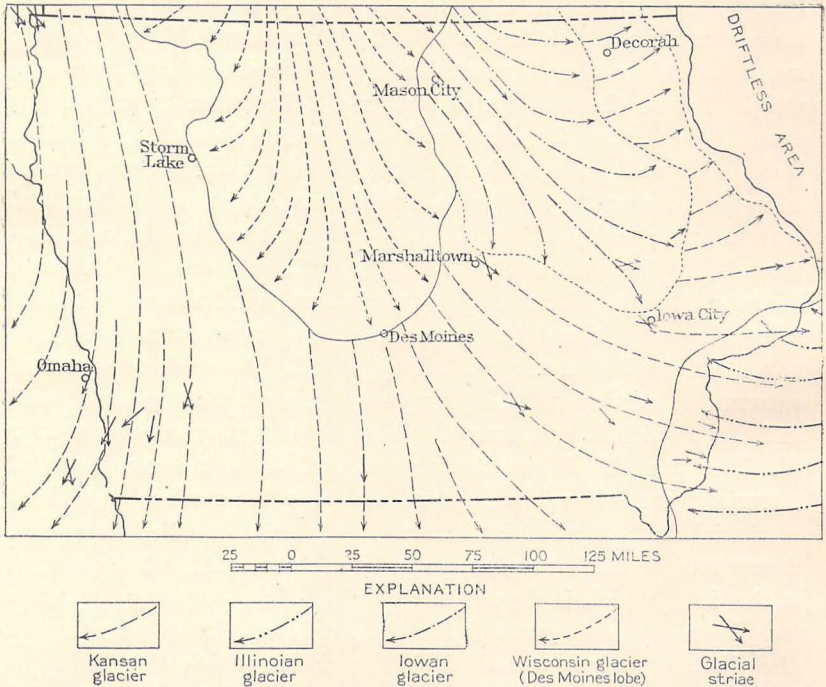 DRIFTLESS AREA
Decorah
Mason City
Storm
Lake
Marshalltown
Iowa City
Des Moines
Omaha
25 0 25 50 75 100 125 MILES
EXPLANATION
Kansan
glacier
Illinoian
glacier
Iowan
glacier
Wisconsin glacier
(Des Moines lobe)
Glacial
striae